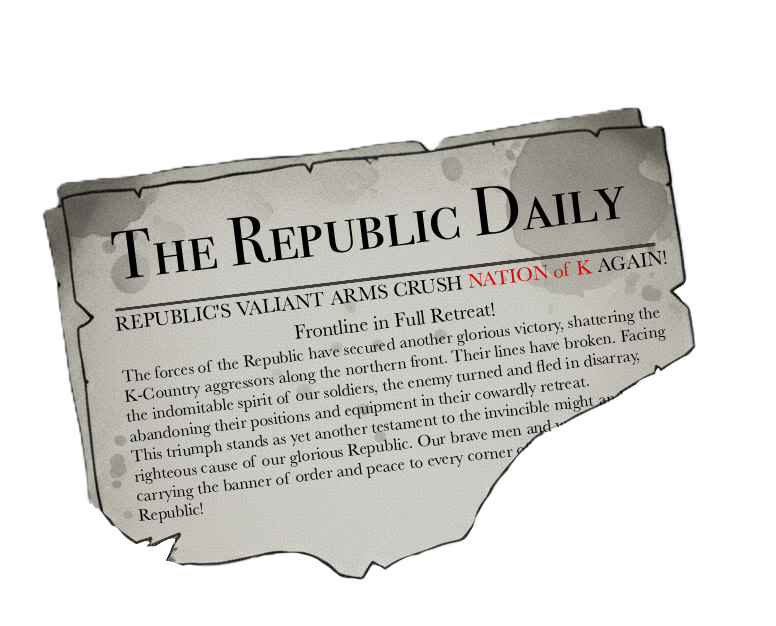 THE REPUBLIC DAILY
REPUBLIC'S VALIANT ARMS CRUSH NATION of K AGAIN!
Frontline in Full Retreat!
The forces of the Republic have secured another glorious victory, shattering the
K-Country aggressors along the northern front. Their lines have broken. Facing
the indomitable spirit of our soldiers, the enemy turned and fled in disarray,
abandoning their positions and equipment in their cowardly retreat.
This triumph stands as yet another testament to the invincible might
righteous cause of our glorious Republic. Our brave men and
carrying the banner of order and peace to every corner
Republic!